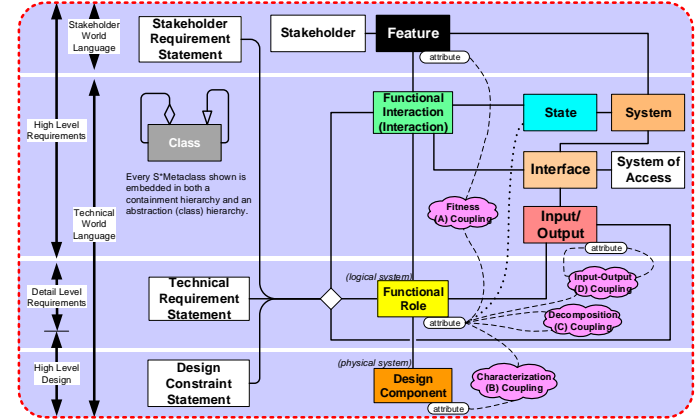 Stakeholder
World
Language
Stakeholder
Requirement
Statement
Stakeholder
Feature
attribute
High Level
Requirements
Class
Every S*Metaclass shown is
embedded in both a
containment hierarchy and an
abstraction (class) hierarchy.
Functional
Interaction
(Interaction)
State
System
Interface
System of
Access
Technical
World
Language
Fitness
(A) Coupling
Input/
Output
attribute
Detail Level
Requirements
Technical
Requirement
Statement
(logical system)
Functional
Role
attribute
Input-Output
(D) Coupling
Decomposition
(C) Coupling
High Level
Design
Design
Constraint
Statement
(physical system)
Design
Component
attribute
Characterization
(B) Coupling